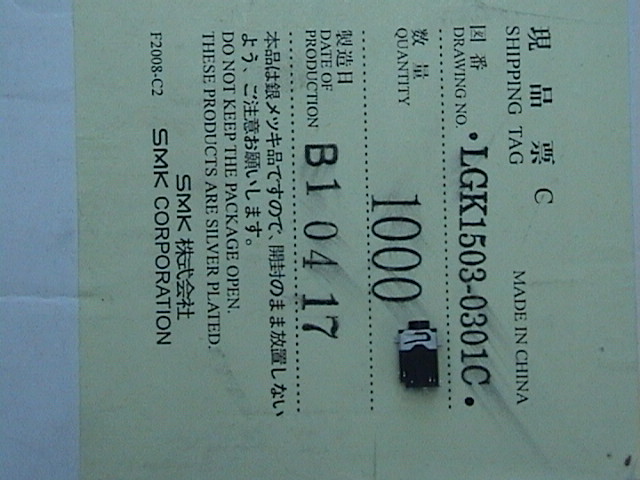 現品票 C
SHIPPING TAG MADE IN CHINA
図番
DRAWING NO. •LGK1503-0301C•
数量
QUANTITY 1000
製造日
DATE OF
PRODUCTION B1 04 17
本品は銀メッキ品ですので、開封のまま放置しない
よう、ご注意お願いします。
DO NOT KEEP THE PACKAGE OPEN.
THESE PRODUCTS ARE SILVER PLATED.
SMK 株式会社
F2008-C2 SMK CORPORATION